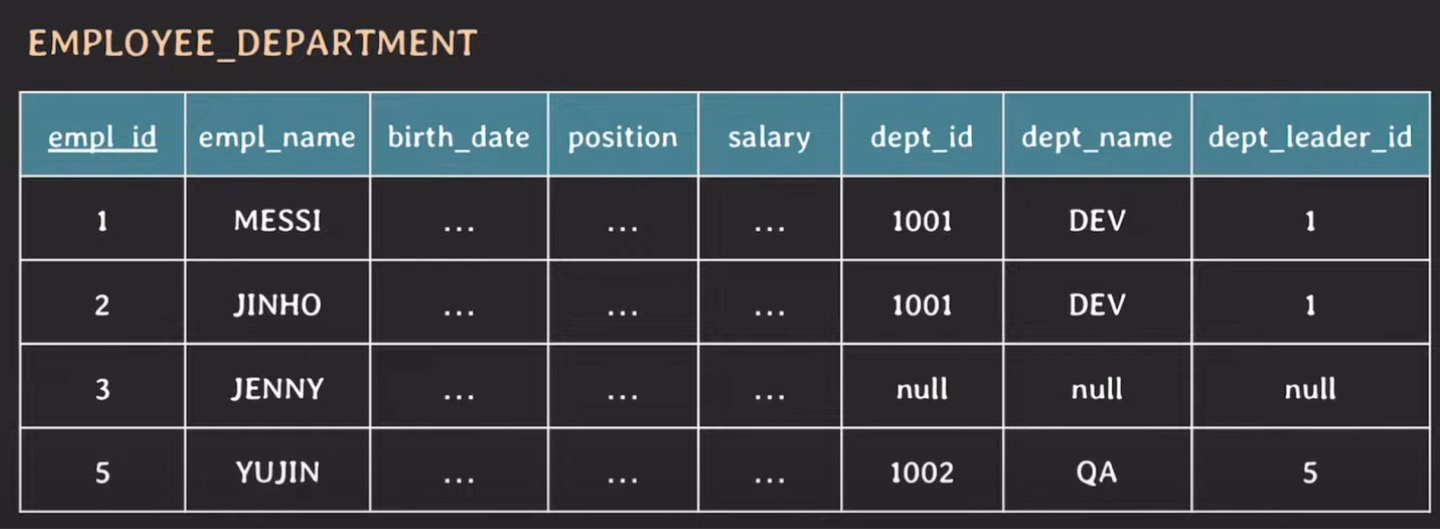 EMPLOYEE_DEPARTMENT
empl_id empl_name birth_date position salary dept_id dept_name dept_leader_id
1 MESSI ... ... ... 1001 DEV 1
2 JINHO ... ... ... 1001 DEV 1
3 JENNY ... ... ... null null null
5 YUJIN ... ... ... 1002 QA 5